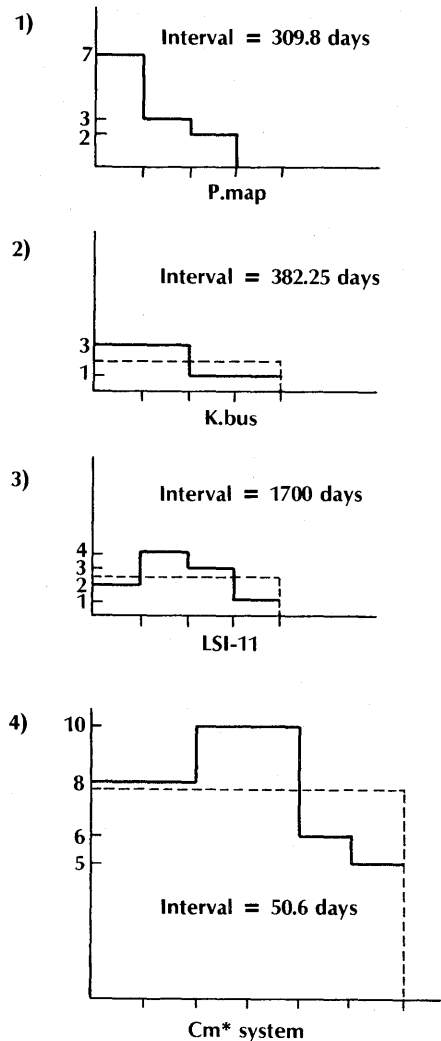 1)
Interval = 309.8 days
7
3
2
P.map
2)
Interval = 382.25 days
3
1
K.bus
3)
Interval = 1700 days
4
3
2
1
LSI-11
4)
10
8
6
5
Interval = 50.6 days
Cm* system